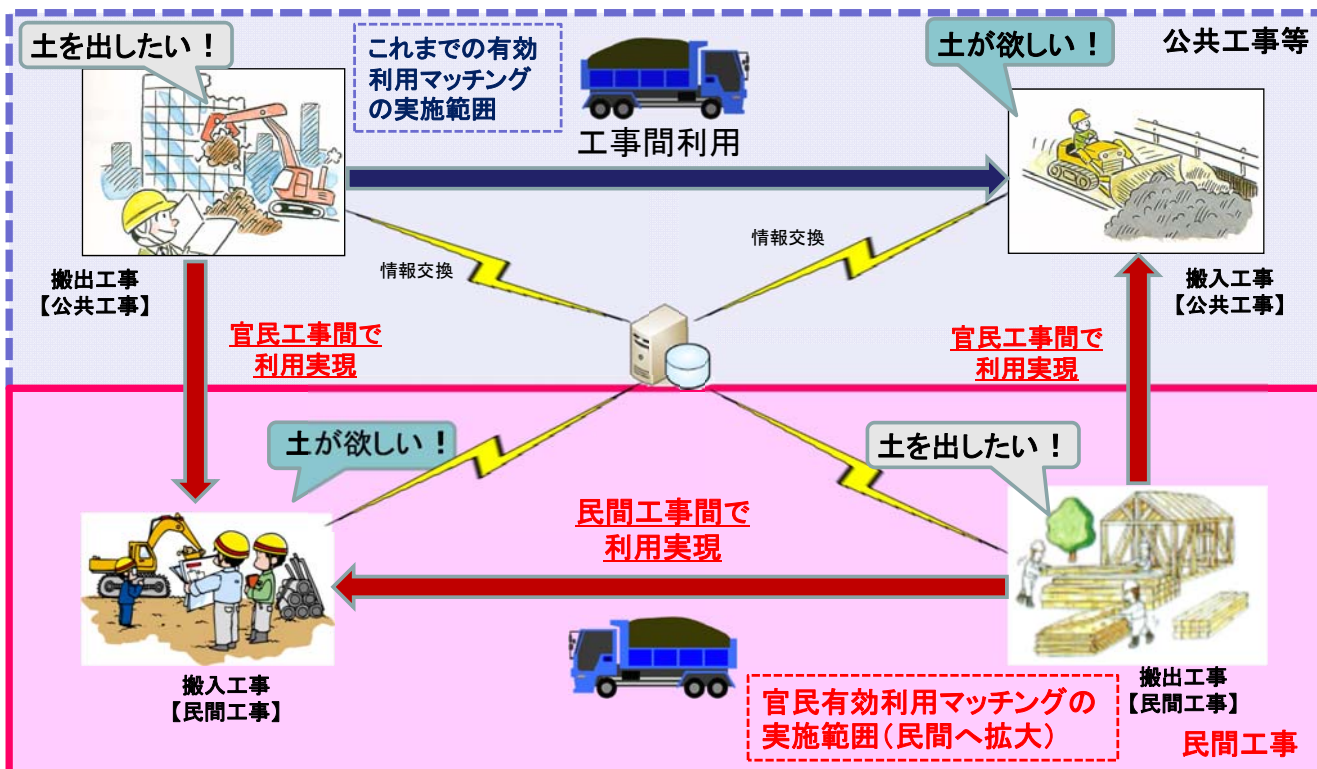 土を出したい！
これまでの有効
利用マッチング
の実施範囲
土が欲しい！
公共工事等
工事間利用
情報交換
情報交換
搬出工事
【公共工事】
搬入工事
【公共工事】
官民工事間で
利用実現
官民工事間で
利用実現
土が欲しい！
土を出したい！
民間工事間で
利用実現
搬入工事
【民間工事】
搬出工事
【民間工事】
官民有効利用マッチングの
実施範囲（民間へ拡大）
民間工事